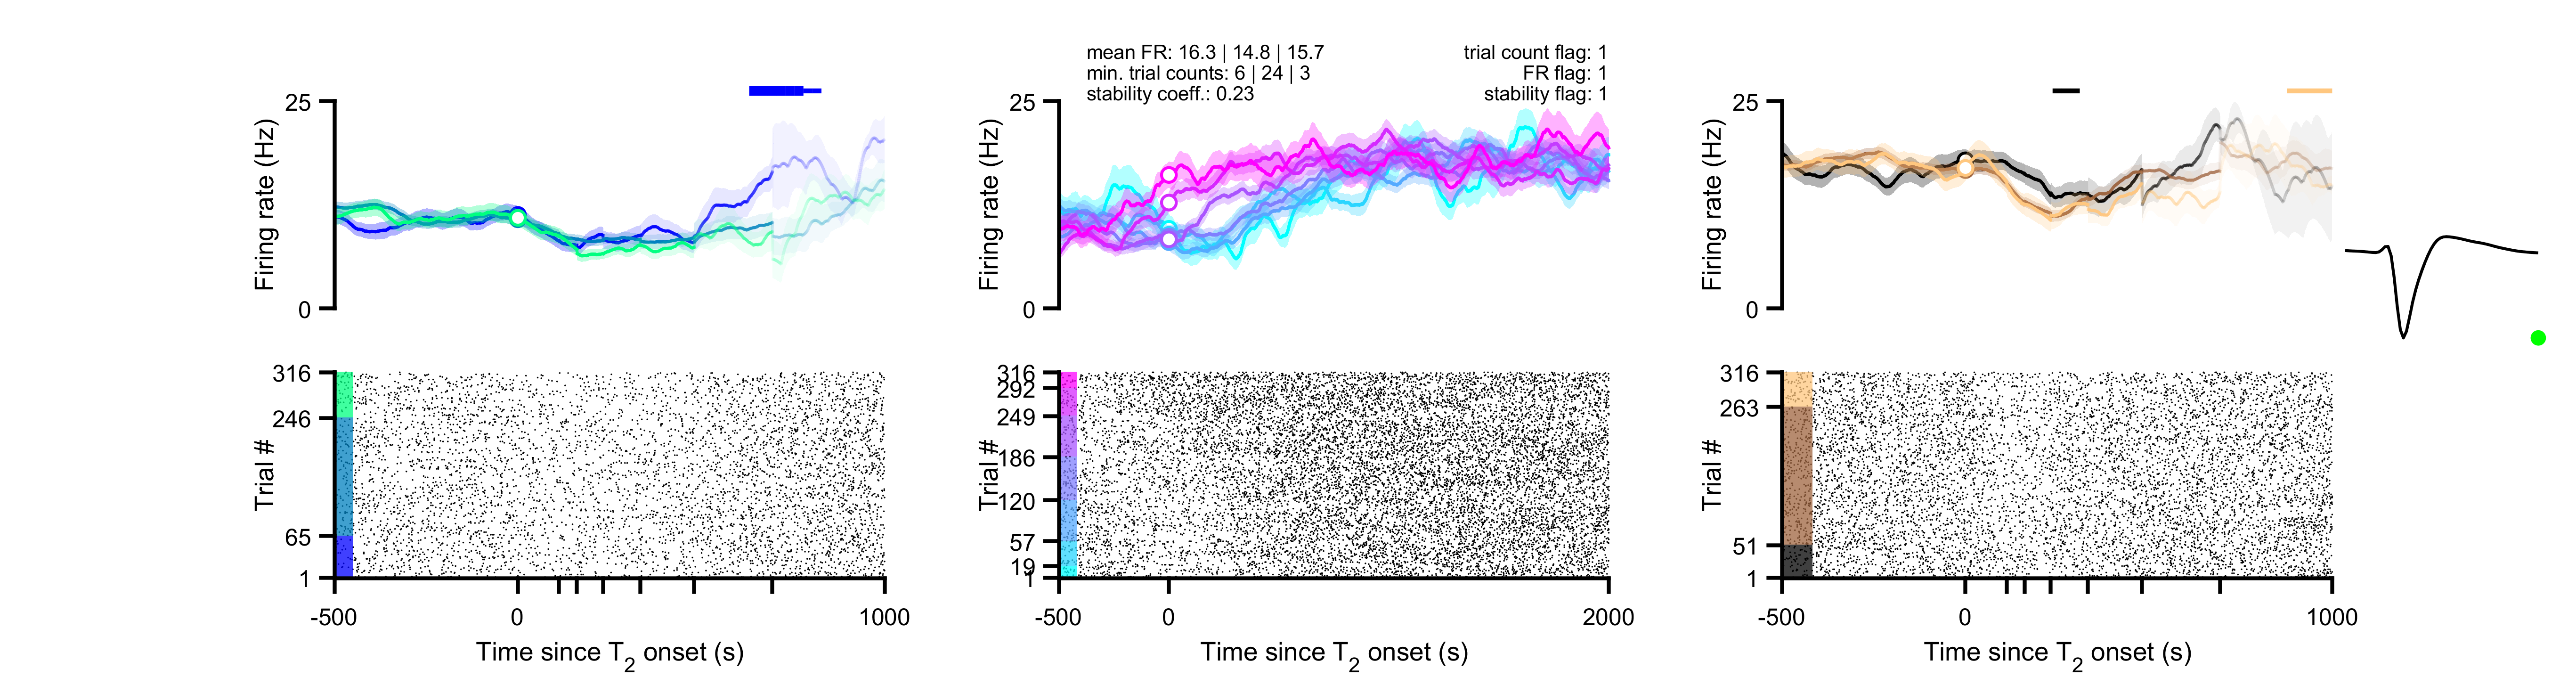 mean FR: 16.3 | 14.8 | 15.7
min. trial counts: 6 | 24 | 3
stability coeff.: 0.23
trial count flag: 1
FR flag: 1
stability flag: 1
25
0
Firing rate (Hz)
25
0
Firing rate (Hz)
25
0
Firing rate (Hz)
316
246
65
1
Trial #
-500
0
1000
Time since T2 onset (s)
316
292
249
186
120
57
19
1
Trial #
-500
0
2000
Time since T2 onset (s)
316
263
51
1
Trial #
-500
0
1000
Time since T2 onset (s)